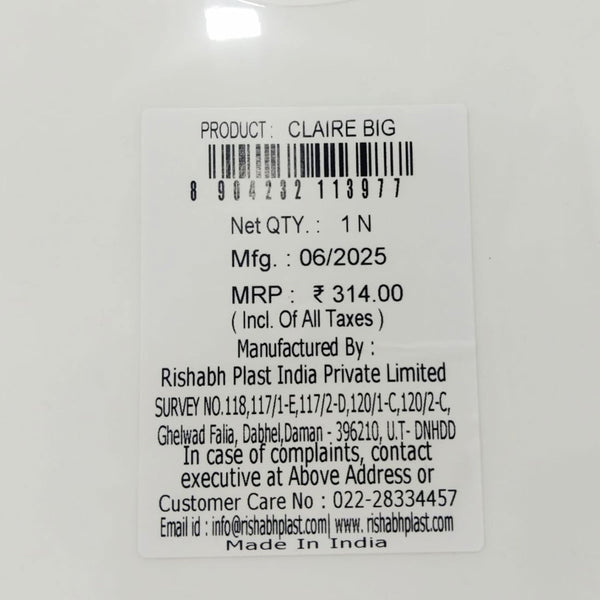 PRODUCT : CLAIRE BIG
8 904232 113977
Net QTY. : 1 N
Mfg. : 06/2025
MRP : ₹ 314.00
( Incl. Of All Taxes )
Manufactured By :
Rishabh Plast India Private Limited
SURVEY NO.118,117/1-E,117/2-D,120/1-C,120/2-C,
Ghelwad Falia, Dabhel,Daman - 396210, U.T- DNHDD
In case of complaints, contact
executive at Above Address or
Customer Care No : 022-28334457
Email id : info@rishabhplast.com| www. rishabhplast.com
Made In India